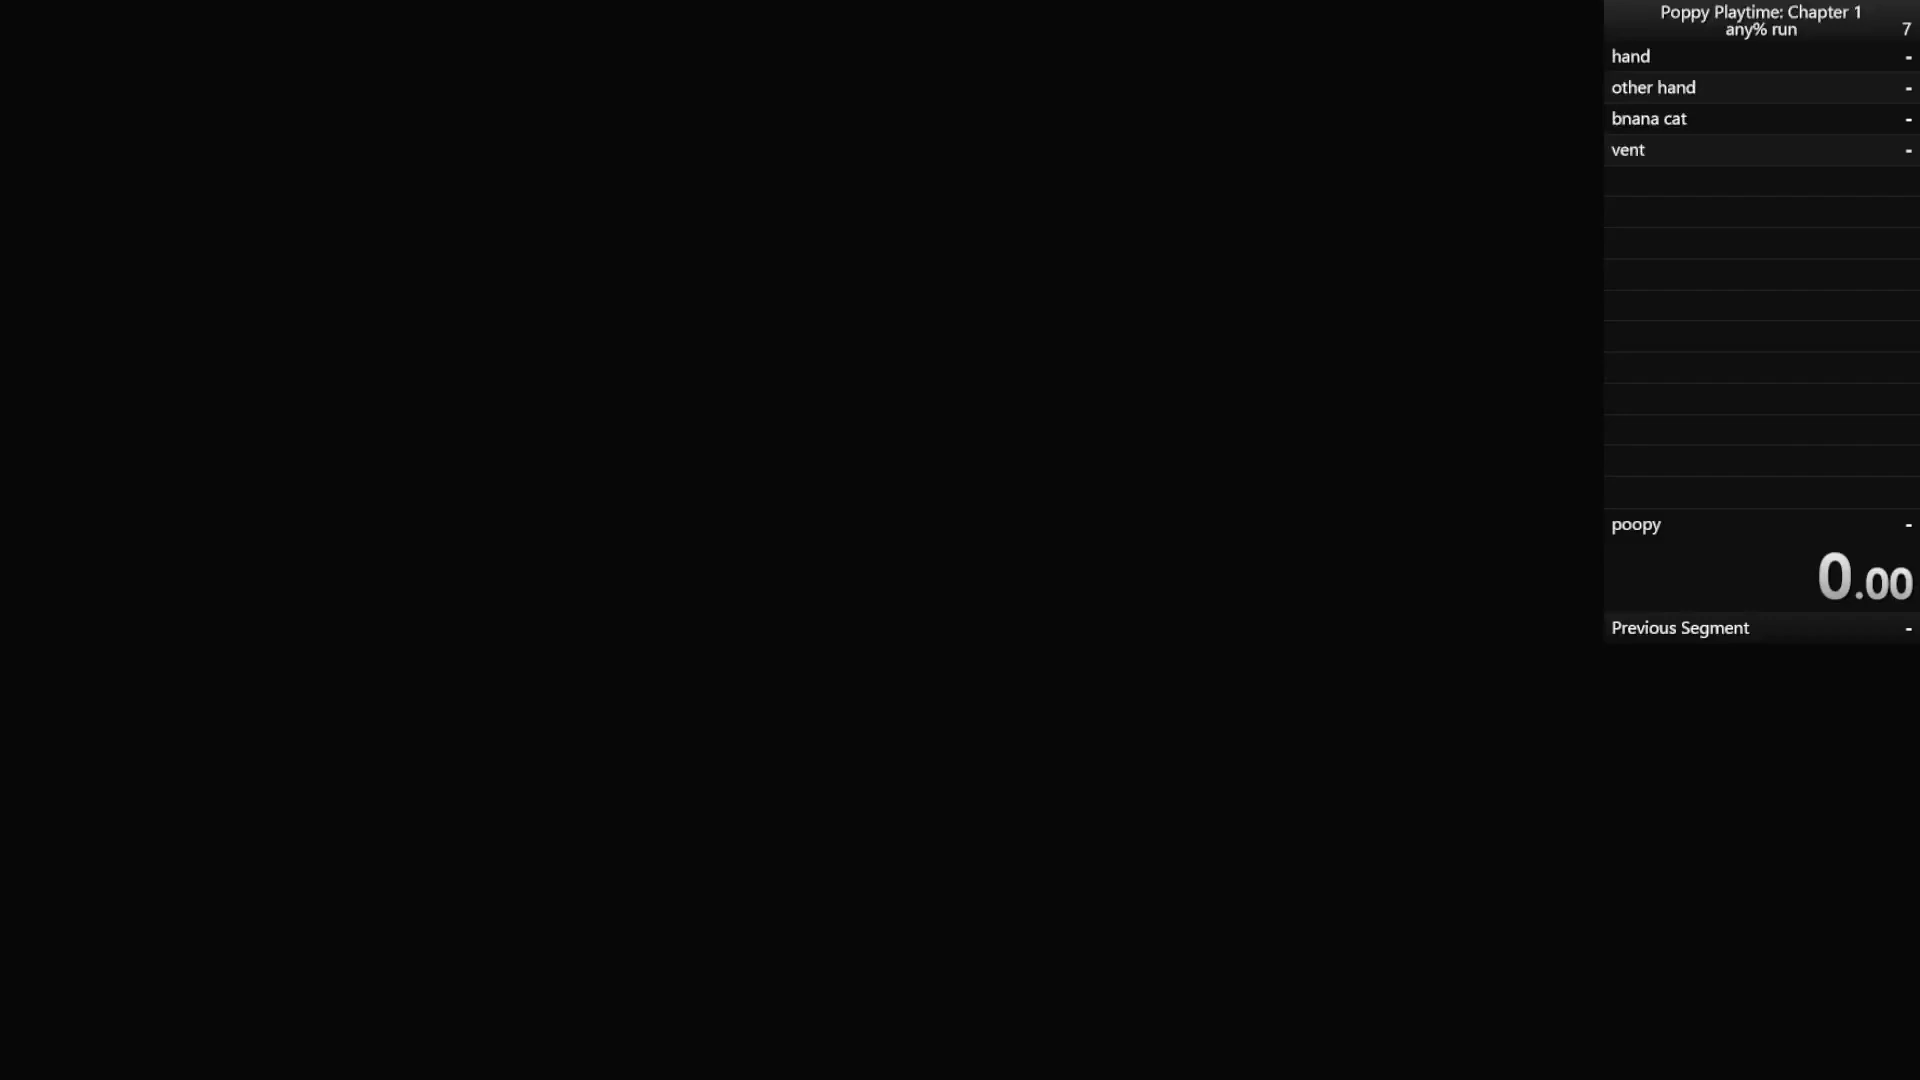 Poppy Playtime: Chapter 1
any% run 7
hand -
other hand -
bnana cat -
vent -
poopy -
0.00
Previous Segment -